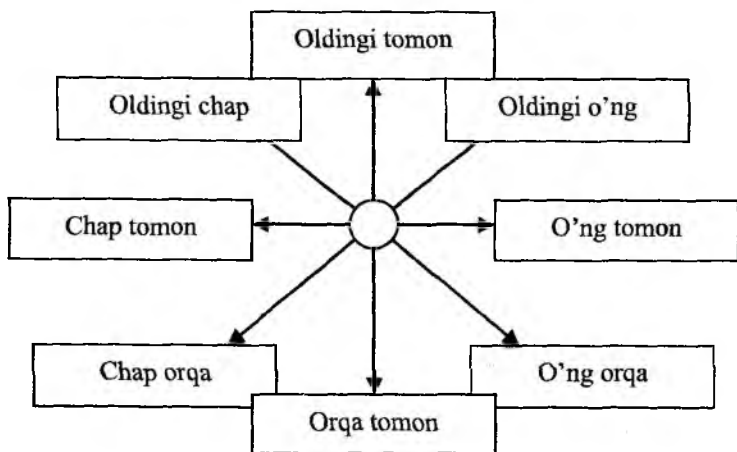 Oldingi tomon
Oldingi chap
Oldingi o'ng
Chap tomon
O'ng tomon
Chap orqa
O'ng orqa
Orqa tomon